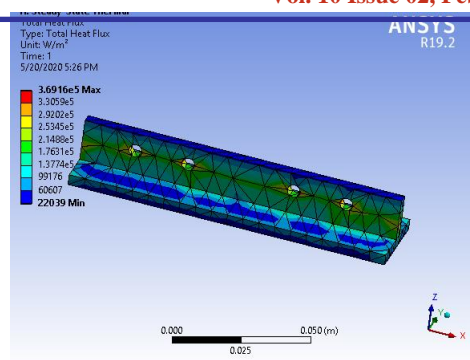 Vol. 10 Issue 02, Fe
Total Heat Flux
Type: Total Heat Flux
Unit: W/m²
Time: 1
5/20/2020 5:26 PM
ANSYS
R19.2
3.6916e5 Max
3.3059e5
2.9202e5
2.5345e5
2.1488e5
1.7631e5
1.3774e5
99176
60607
22039 Min
Z
Y
X
0.000
0.050 (m)
0.025